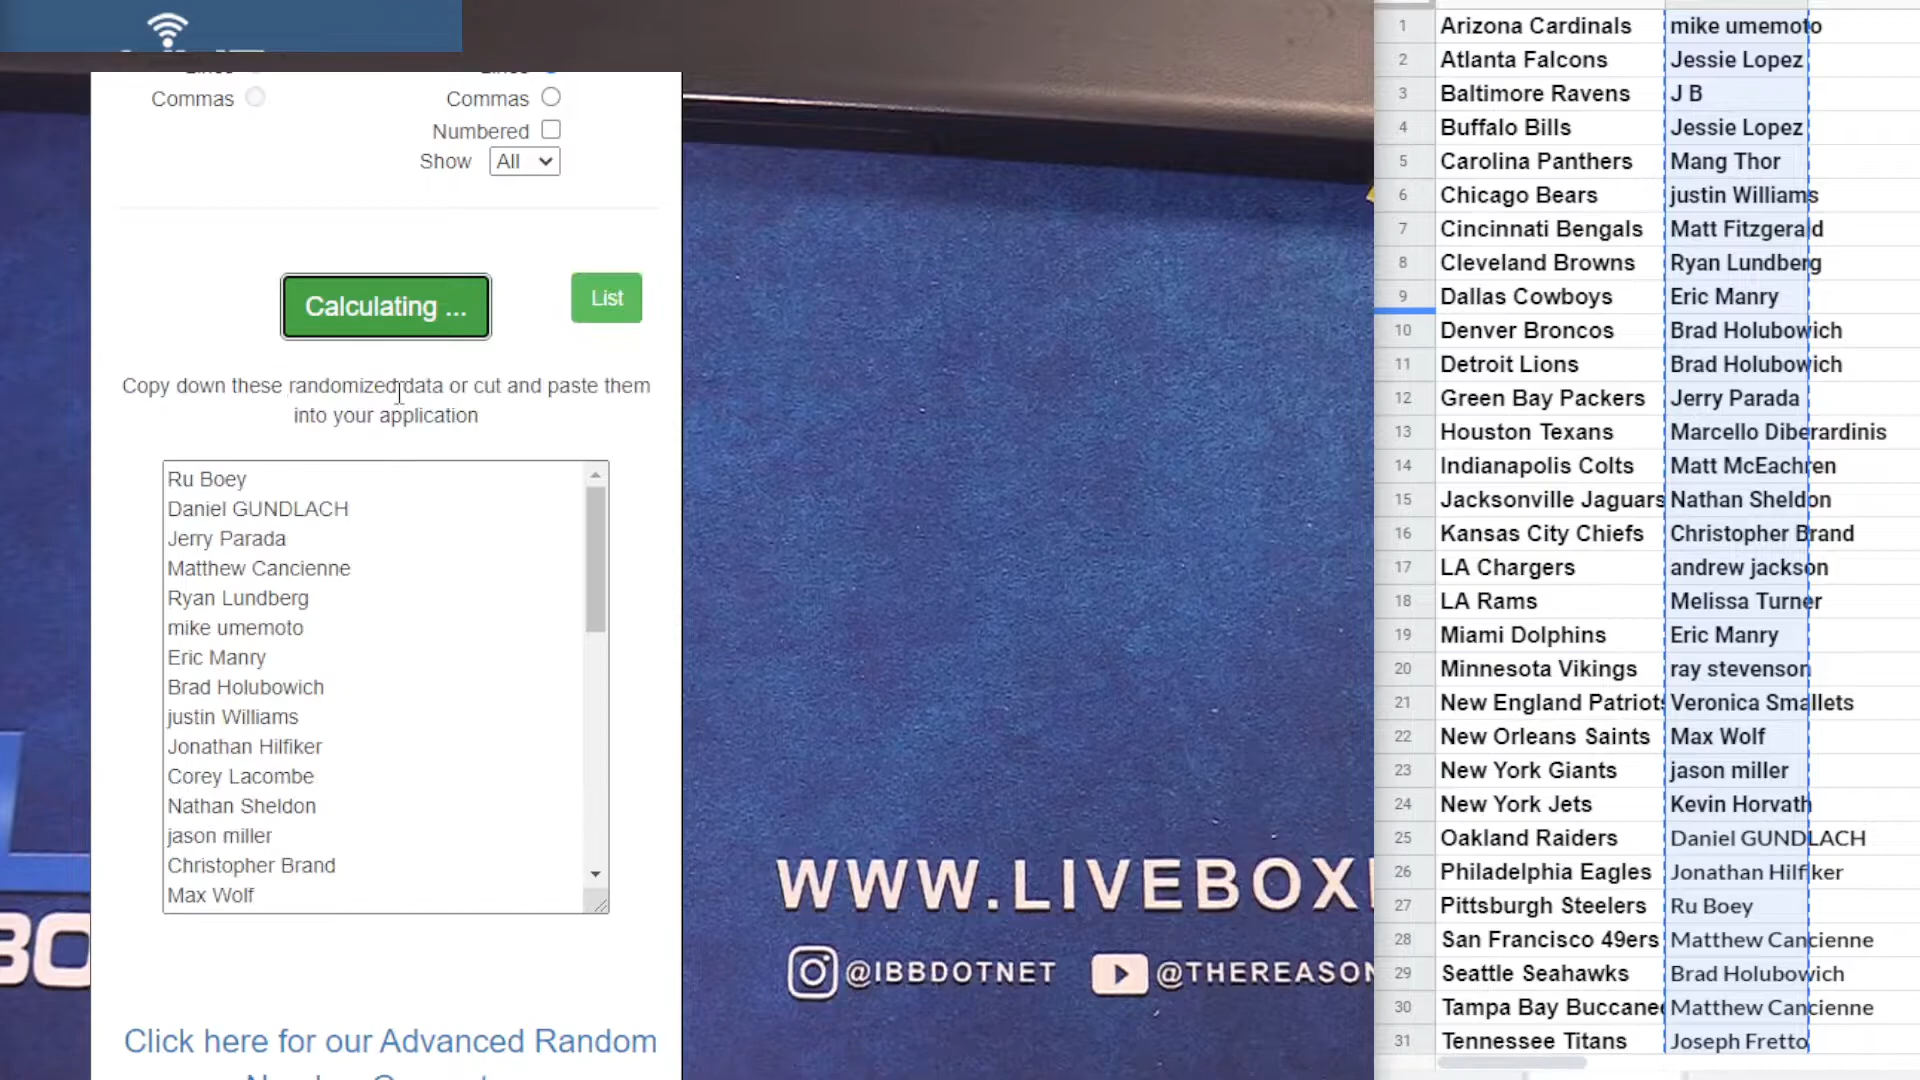 Commas
Commas
Numbered
Show All
Calculating ...
List
Copy down these randomized data or cut and paste them
into your application
Ru Boey
Daniel GUNDLACH
Jerry Parada
Matthew Cancienne
Ryan Lundberg
mike umemoto
Eric Manry
Brad Holubowich
justin Williams
Jonathan Hilfiker
Corey Lacombe
Nathan Sheldon
jason miller
Christopher Brand
Max Wolf
Click here for our Advanced Random
BO
WWW.LIVEBOX
@IBBDOTNET @THEREASON
1 Arizona Cardinals mike umemoto
2 Atlanta Falcons Jessie Lopez
3 Baltimore Ravens J B
4 Buffalo Bills Jessie Lopez
5 Carolina Panthers Mang Thor
6 Chicago Bears justin Williams
7 Cincinnati Bengals Matt Fitzgerald
8 Cleveland Browns Ryan Lundberg
9 Dallas Cowboys Eric Manry
10 Denver Broncos Brad Holubowich
11 Detroit Lions Brad Holubowich
12 Green Bay Packers Jerry Parada
13 Houston Texans Marcello Diberardinis
14 Indianapolis Colts Matt McEachren
15 Jacksonville Jaguars Nathan Sheldon
16 Kansas City Chiefs Christopher Brand
17 LA Chargers andrew jackson
18 LA Rams Melissa Turner
19 Miami Dolphins Eric Manry
20 Minnesota Vikings ray stevenson
21 New England Patriots Veronica Smallets
22 New Orleans Saints Max Wolf
23 New York Giants jason miller
24 New York Jets Kevin Horvath
25 Oakland Raiders Daniel GUNDLACH
26 Philadelphia Eagles Jonathan Hilfiker
27 Pittsburgh Steelers Ru Boey
28 San Francisco 49ers Matthew Cancienne
29 Seattle Seahawks Brad Holubowich
30 Tampa Bay Buccanee Matthew Cancienne
31 Tennessee Titans Joseph Fretto